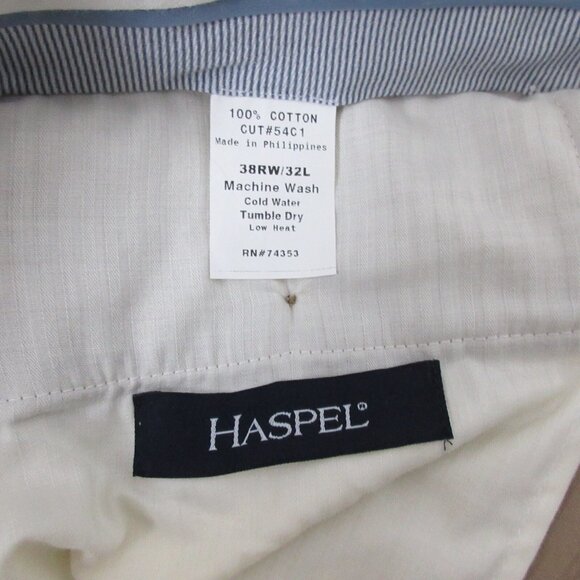 100% COTTON
CUT#54C1
Made in Philippines
38RW/32L
Machine Wash
Cold Water
Tumble Dry
Low Heat
RN#74353
HASPEL®